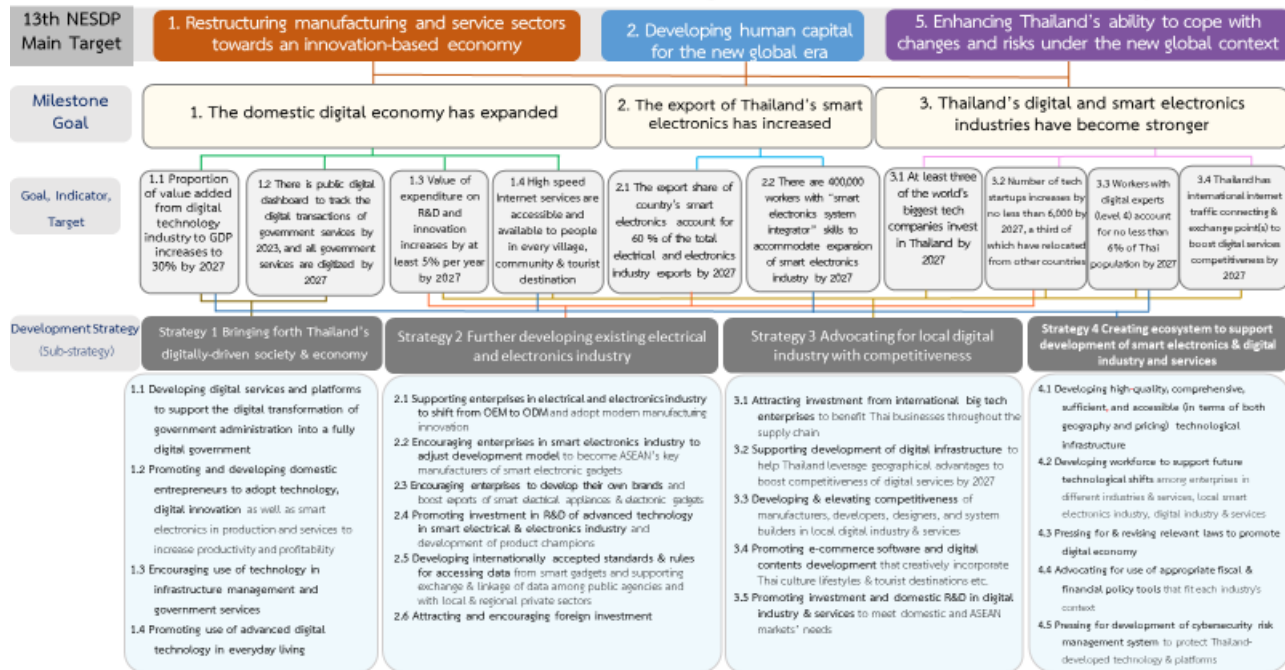 13th NESDP
Main Target
1. Restructuring manufacturing and service sectors
towards an innovation-based economy
2. Developing human capital
for the new global era
5. Enhancing Thailand's ability to cope with
changes and risks under the new global context
Milestone
Goal
1. The domestic digital economy has expanded
2. The export of Thailand's smart
electronics has increased
3. Thailand's digital and smart electronics
industries have become stronger
Goal, Indicator,
Target
1.1 Proportion
of value added
from digital
technology
industry to GDP
increases to
30% by 2027
1.2 There is public digital
dashboard to track the
digital transactions of
government services by
2023, and all government
services are digitized by
2027
1.3 Value of
expenditure on
R&D and
innovation
increases by at
least 5% per year
by 2027
1.4 High speed
Internet services are
accessible and
available to people
in every village,
community & tourist
destination
2.1 The export share of
country's smart
electronics account for
60 % of the total
electrical and electronics
industry exports by 2027
2.2 There are 400,000
workers with "smart
electronics system
integrator" skills to
accommodate expansion
of smart electronics
industry by 2027
3.1 At least three
of the world's
biggest tech
companies invest
in Thailand by
2027
3.2 Number of tech
startups increases by
no less than 6,000 by
2027, a third of
which have relocated
from other countries
3.3 Workers with
digital experts
(level 4) account
for no less than
6% of Thai
population by 2027
3.4 Thailand has
international internet
traffic connecting &
exchange point(s) to
boost digital services
competitiveness by
2027
Development Strategy
(Sub-strategy)
Strategy 1 Bringing forth Thailand's
digitally-driven society & economy
1.1 Developing digital services and platforms
to support the digital transformation of
government administration into a fully
digital government
1.2 Promoting and developing domestic
entrepreneurs to adopt technology,
digital innovation as well as smart
electronics in production and services to
increase productivity and profitability
1.3 Encouraging use of technology in
infrastructure management and
government services
1.4 Promoting use of advanced digital
technology in everyday living
Strategy 2 Further developing existing electrical
and electronics industry
2.1 Supporting enterprises in electrical and electronics industry
to shift from OEM to ODM and adopt modern manufacturing
innovation
2.2 Encouraging enterprises in smart electronics industry to
adjust development model to become ASEAN's key
manufacturers of smart electronic gadgets
2.3 Encouraging enterprises to develop their own brands and
boost exports of smart electrical appliances & electronic gadgets
2.4 Promoting investment in R&D of advanced technology
in smart electrical & electronics industry and
development of product champions
2.5 Developing internationally accepted standards & rules
for accessing data from smart gadgets and supporting
exchange & linkage of data among public agencies and
with local & regional private sectors
2.6 Attracting and encouraging foreign investment
Strategy 3 Advocating for local digital
industry with competitiveness
3.1 Attracting investment from international big tech
enterprises to benefit Thai businesses throughout the
supply chain
3.2 Supporting development of digital infrastructure to
help Thailand leverage geographical advantages to
boost competitiveness of digital services by 2027
3.3 Developing & elevating competitiveness of
manufacturers, developers, designers, and system
builders in local digital industry & services
3.4 Promoting e-commerce software and digital
contents development that creatively incorporate
Thai culture lifestyles & tourist destinations etc.
3.5 Promoting investment and domestic R&D in digital
industry & services to meet domestic and ASEAN
markets' needs
Strategy 4 Creating ecosystem to support
development of smart electronics & digital
industry and services
4.1 Developing high-quality, comprehensive,
sufficient, and accessible (in terms of both
geography and pricing) technological
infrastructure
4.2 Developing workforce to support future
technological shifts among enterprises in
different industries & services, local smart
electronics industry, digital industry & services
4.3 Pressing for & revising relevant laws to promote
digital economy
4.4 Advocating for use of appropriate fiscal &
financial policy tools that fit each industry's
context
4.5 Pressing for development of cybersecurity risk
management system to protect Thailand-
developed technology & platforms